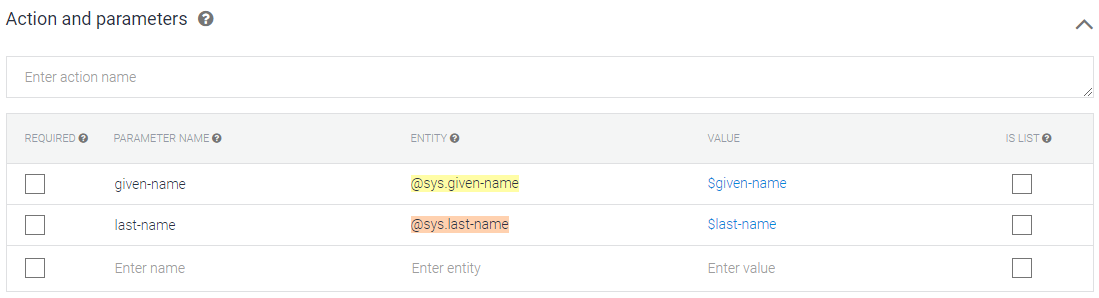 Action and parameters
Enter action name
REQUIRED PARAMETER NAME ENTITY VALUE IS LIST
given-name @sys.given-name $given-name
last-name @sys.last-name $last-name
Enter name Enter entity Enter value